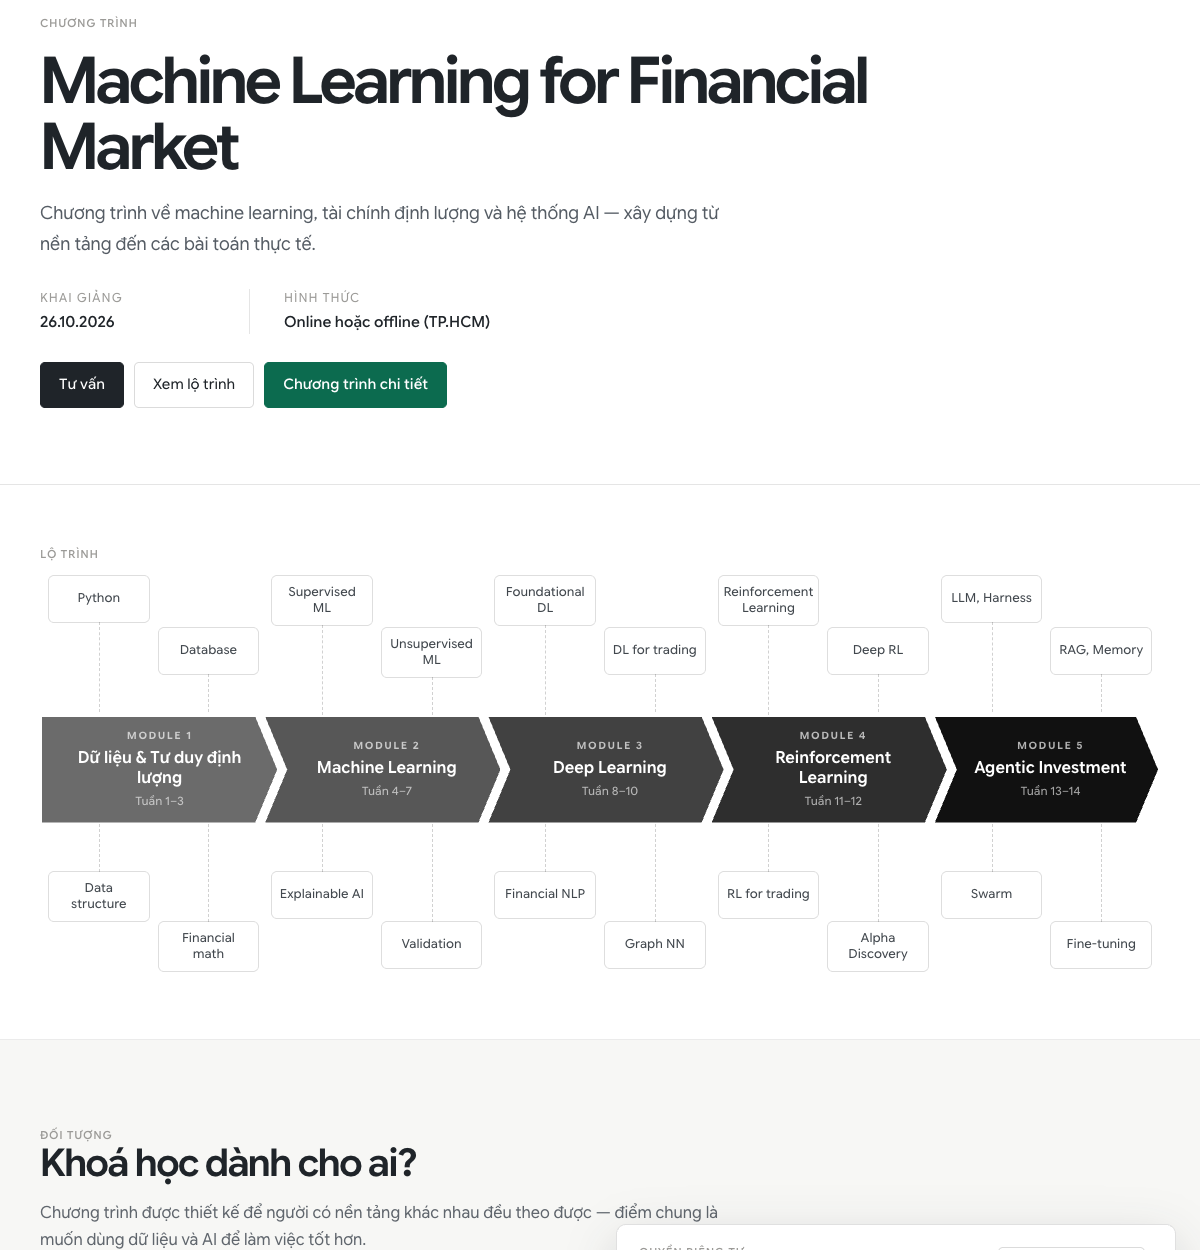 CHƯƠNG TRÌNH
Machine Learning for Financial
Market
Chương trình về machine learning, tài chính định lượng và hệ thống AI — xây dựng từ
nền tảng đến các bài toán thực tế.
KHAI GIẢNG
26.10.2026
HÌNH THỨC
Online hoặc offline (TP.HCM)
Tư vấn
Xem lộ trình
Chương trình chi tiết
LỘ TRÌNH
Python
Database
Supervised
ML
Unsupervised
ML
Foundational
DL
DL for trading
Reinforcement
Learning
Deep RL
LLM, Harness
RAG, Memory
MODULE 1
Dữ liệu & Tư duy định
lượng
Tuần 1–3
MODULE 2
Machine Learning
Tuần 4–7
MODULE 3
Deep Learning
Tuần 8–10
MODULE 4
Reinforcement
Learning
Tuần 11–12
MODULE 5
Agentic Investment
Tuần 13–14
Data
structure
Financial
math
Explainable AI
Validation
Financial NLP
Graph NN
RL for trading
Alpha
Discovery
Swarm
Fine-tuning
ĐỐI TƯỢNG
Khoá học dành cho ai?
Chương trình được thiết kế để người có nền tảng khác nhau đều theo được — điểm chung là
muốn dùng dữ liệu và AI để làm việc tốt hơn.